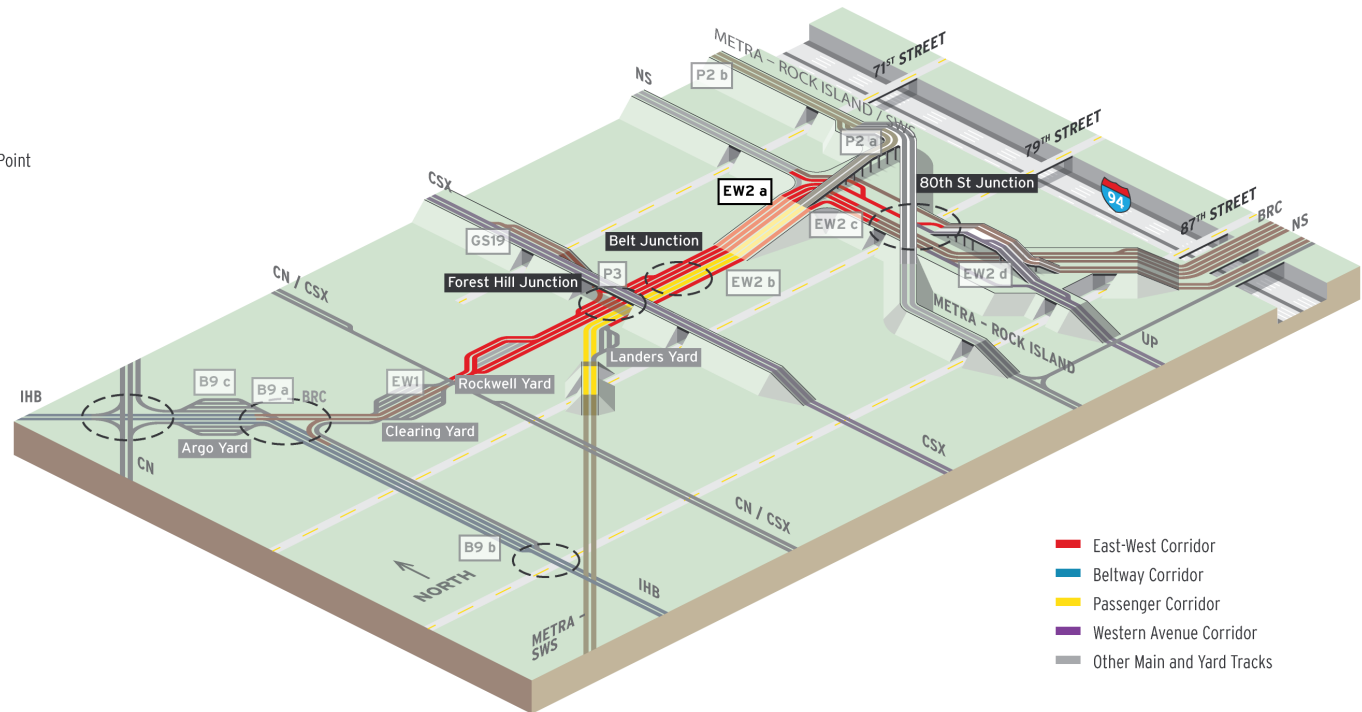 METRA – ROCK ISLAND / SWS
71ST STREET
NS
P2 b
79TH STREET
P2 a
Point
CSX
EW2 a
80th St Junction
94
87TH STREET
BRC
NS
GS19
Belt Junction
EW2 c
CN / CSX
Forest Hill Junction
P3
EW2 b
EW2 d
METRA – ROCK ISLAND
UP
Landers Yard
B9 c
B9 a
EW1
Rockwell Yard
IHB
BRC
Clearing Yard
Argo Yard
CN
CSX
CN / CSX
B9 b
NORTH
IHB
METRA –
SWS
East-West Corridor
Beltway Corridor
Passenger Corridor
Western Avenue Corridor
Other Main and Yard Tracks